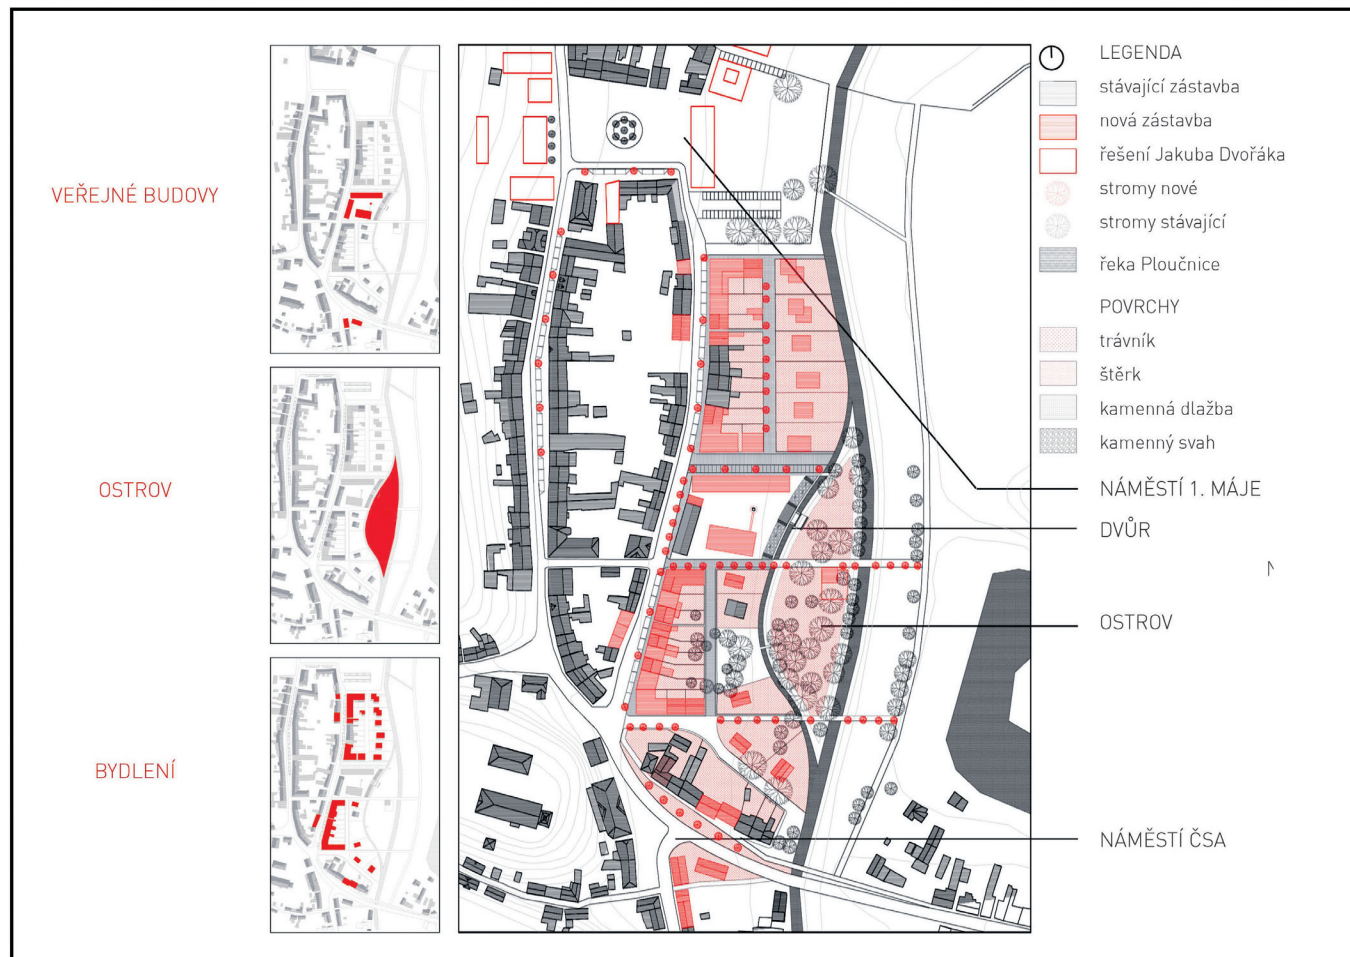 VEŘEJNÉ BUDOVY
OSTROV
BYDLENÍ
LEGENDA
stávající zástavba
nová zástavba
řešení Jakuba Dvořáka
stromy nové
stromy stávající
řeka Ploučnice
POVRCHY
trávník
štěrk
kamenná dlažba
kamenný svah
NÁMĚSTÍ 1. MÁJE
DVŮR
OSTROV
NÁMĚSTÍ ČSA